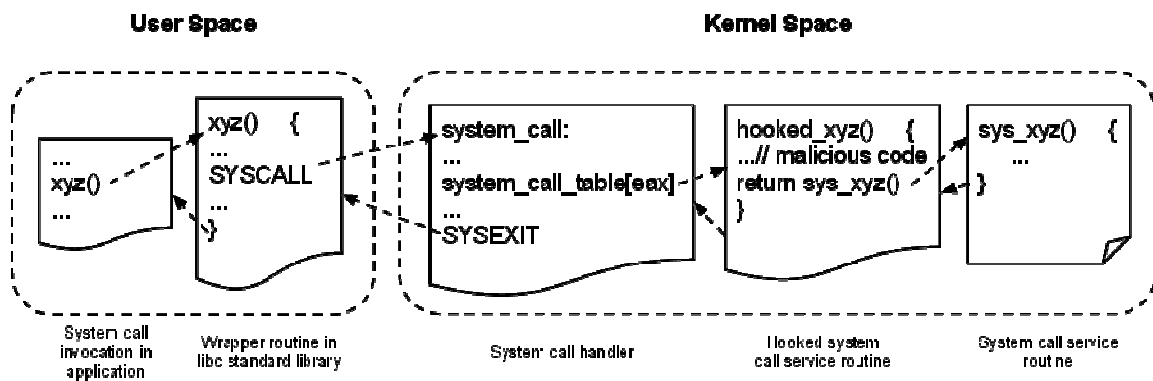 User Space
Kernel Space
...
xyz()
...
xyz() {
...
SYSCALL
...
}
system_call:
...
system_call_table[eax]
...
SYSEXIT
hooked_xyz() {
...// malicious code
return sys_xyz()
}
sys_xyz() {
...
}
System call
invocation in
application
Wrapper routine in
libc standard library
System call handler
Hooked system
call service routine
System call service
routine